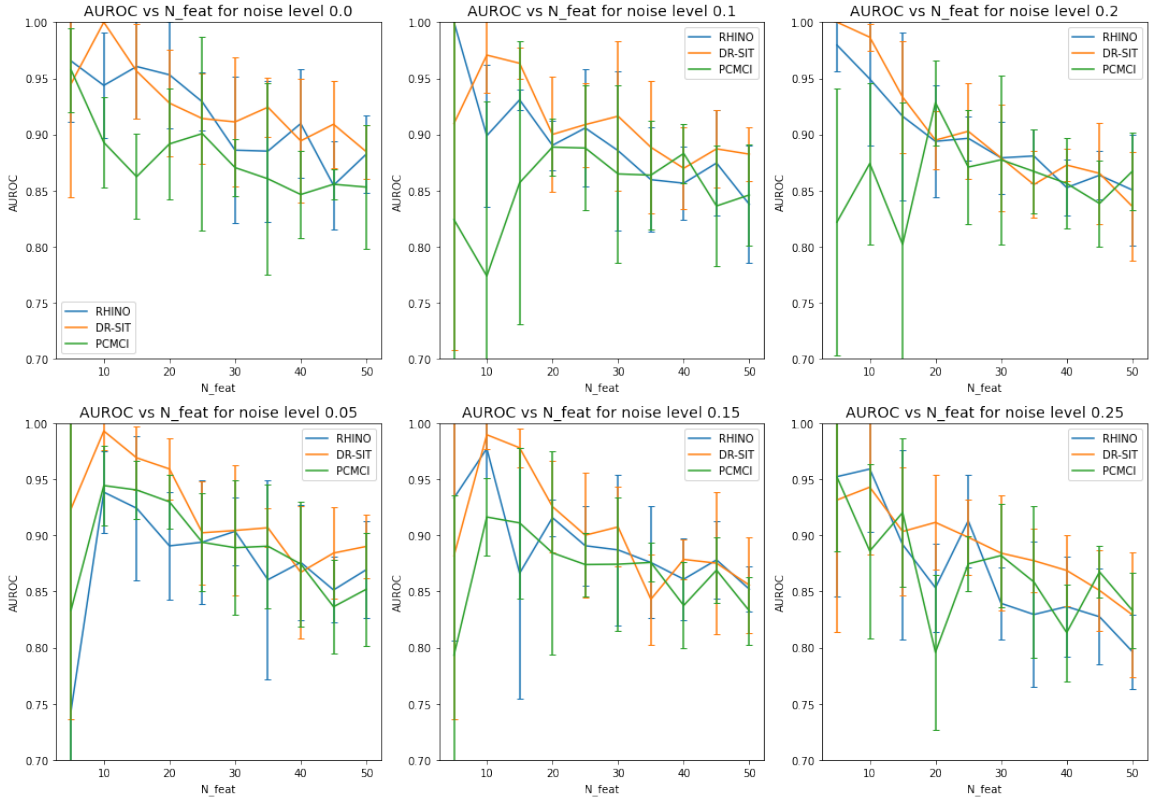 AUROC vs N_feat for noise level 0.0
AUROC
1.00
0.95
0.90
0.85
0.80
0.75
0.70
RHINO
DR-SIT
PCMCI
10 20 30 40 50
N_feat
AUROC vs N_feat for noise level 0.1
AUROC
1.00
0.95
0.90
0.85
0.80
0.75
0.70
RHINO
DR-SIT
PCMCI
10 20 30 40 50
N_feat
AUROC vs N_feat for noise level 0.2
AUROC
1.00
0.95
0.90
0.85
0.80
0.75
0.70
RHINO
DR-SIT
PCMCI
10 20 30 40 50
N_feat
AUROC vs N_feat for noise level 0.05
AUROC
1.00
0.95
0.90
0.85
0.80
0.75
0.70
RHINO
DR-SIT
PCMCI
10 20 30 40 50
N_feat
AUROC vs N_feat for noise level 0.15
AUROC
1.00
0.95
0.90
0.85
0.80
0.75
0.70
RHINO
DR-SIT
PCMCI
10 20 30 40 50
N_feat
AUROC vs N_feat for noise level 0.25
AUROC
1.00
0.95
0.90
0.85
0.80
0.75
0.70
RHINO
DR-SIT
PCMCI
10 20 30 40 50
N_feat